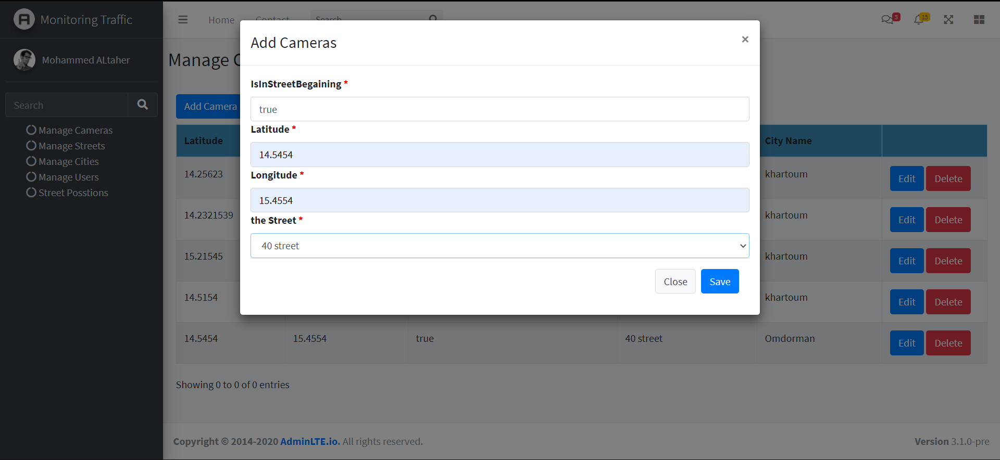 Monitoring Traffic
Home
Contact
Search
3
15
Mohammed ALtaher
Search
Manage Cameras
Manage Streets
Manage Cities
Manage Users
Street Posstions
Manage C
Add Camera
Add Cameras
×
IsInStreetBegaining *
true
Latitude *
14.5454
Longitude *
15.4554
the Street *
40 street
Close Save
Latitude City Name
14.25623 khartoum Edit Delete
14.2321539 khartoum Edit Delete
15.21545 khartoum Edit Delete
14.5154 khartoum Edit Delete
14.5454 15.4554 true 40 street Omdorman Edit Delete
Showing 0 to 0 of 0 entries
Copyright © 2014-2020 AdminLTE.io. All rights reserved.
Version 3.1.0-pre